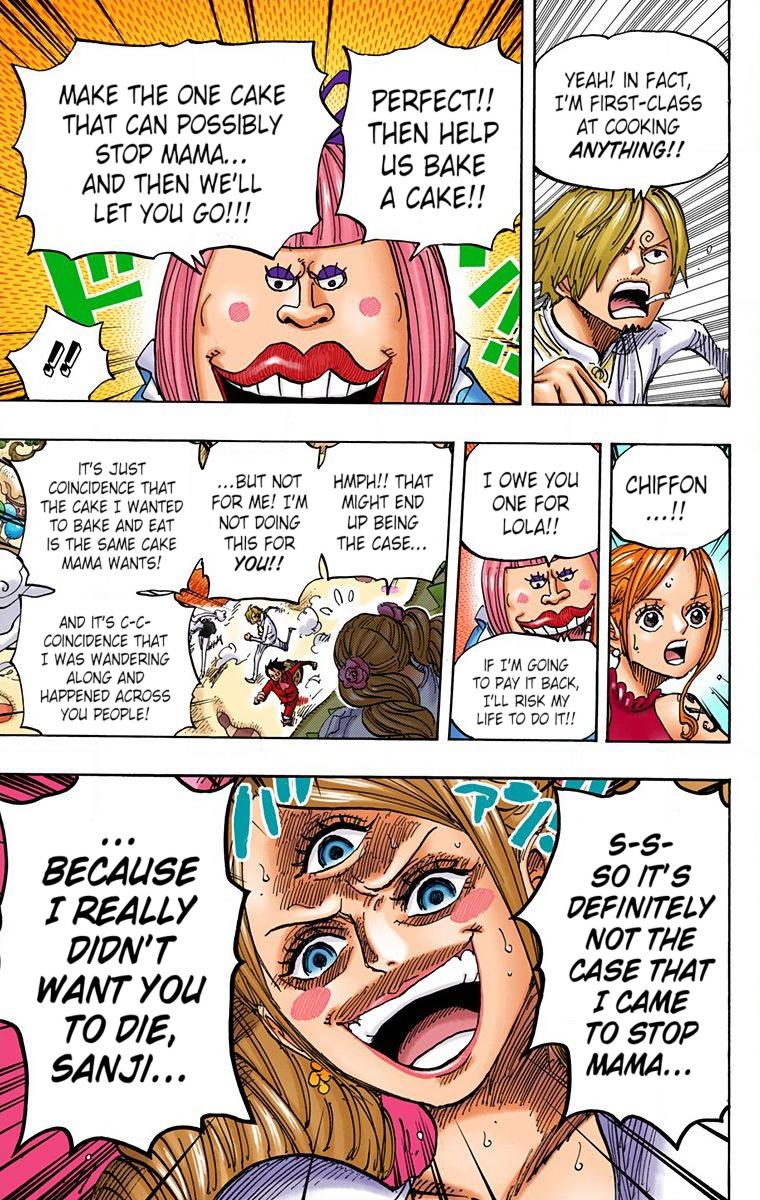 YEAH! IN FACT,
I'M FIRST-CLASS
AT COOKING
ANYTHING!!
PERFECT!!
THEN HELP
US BAKE
A CAKE!!
MAKE THE ONE CAKE
THAT CAN POSSIBLY
STOP MAMA...
AND THEN WE'LL
LET YOU GO!!!
!!
CHIFFON
...!!
I OWE YOU
ONE FOR
LOLA!!
IF I'M GOING
TO PAY IT BACK,
I'LL RISK MY
LIFE TO DO IT!!
HMPH!! THAT
MIGHT END
UP BEING
THE CASE...
...BUT NOT
FOR ME! I'M
NOT DOING
THIS FOR
YOU!!
IT'S JUST
COINCIDENCE THAT
THE CAKE I WANTED
TO BAKE AND EAT
IS THE SAME CAKE
MAMA WANTS!
AND IT'S C-C-
COINCIDENCE THAT
I WAS WANDERING
ALONG AND
HAPPENED ACROSS
YOU PEOPLE!
S-S-
SO IT'S
DEFINITELY
NOT THE
CASE THAT
I CAME
TO STOP
MAMA...
...
BECAUSE
I REALLY
DIDN'T
WANT YOU
TO DIE,
SANJI...